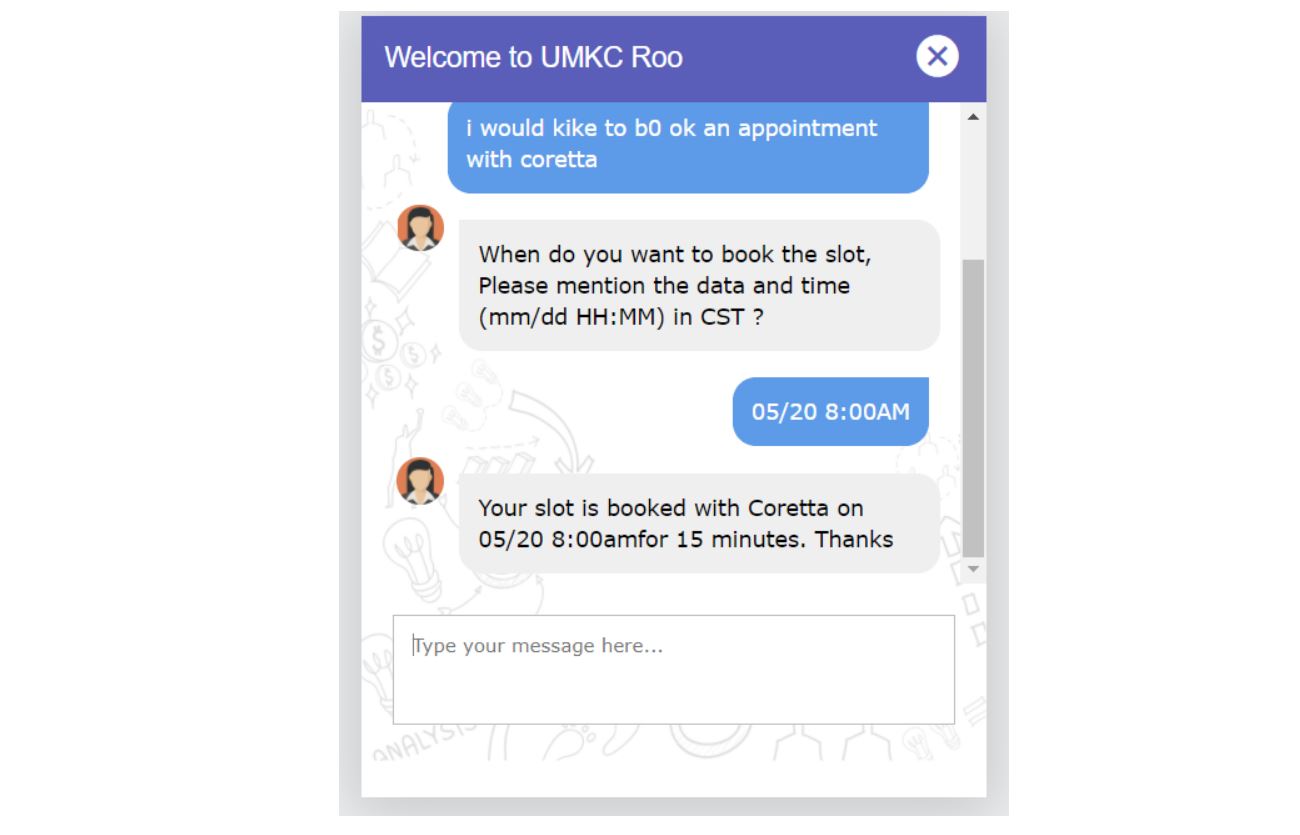 Welcome to UMKC Roo
i would kike to b0 ok an appointment
with coretta
When do you want to book the slot,
Please mention the data and time
(mm/dd HH:MM) in CST ?
05/20 8:00AM
Your slot is booked with Coretta on
05/20 8:00amfor 15 minutes. Thanks
Type your message here...
ANALYSIS